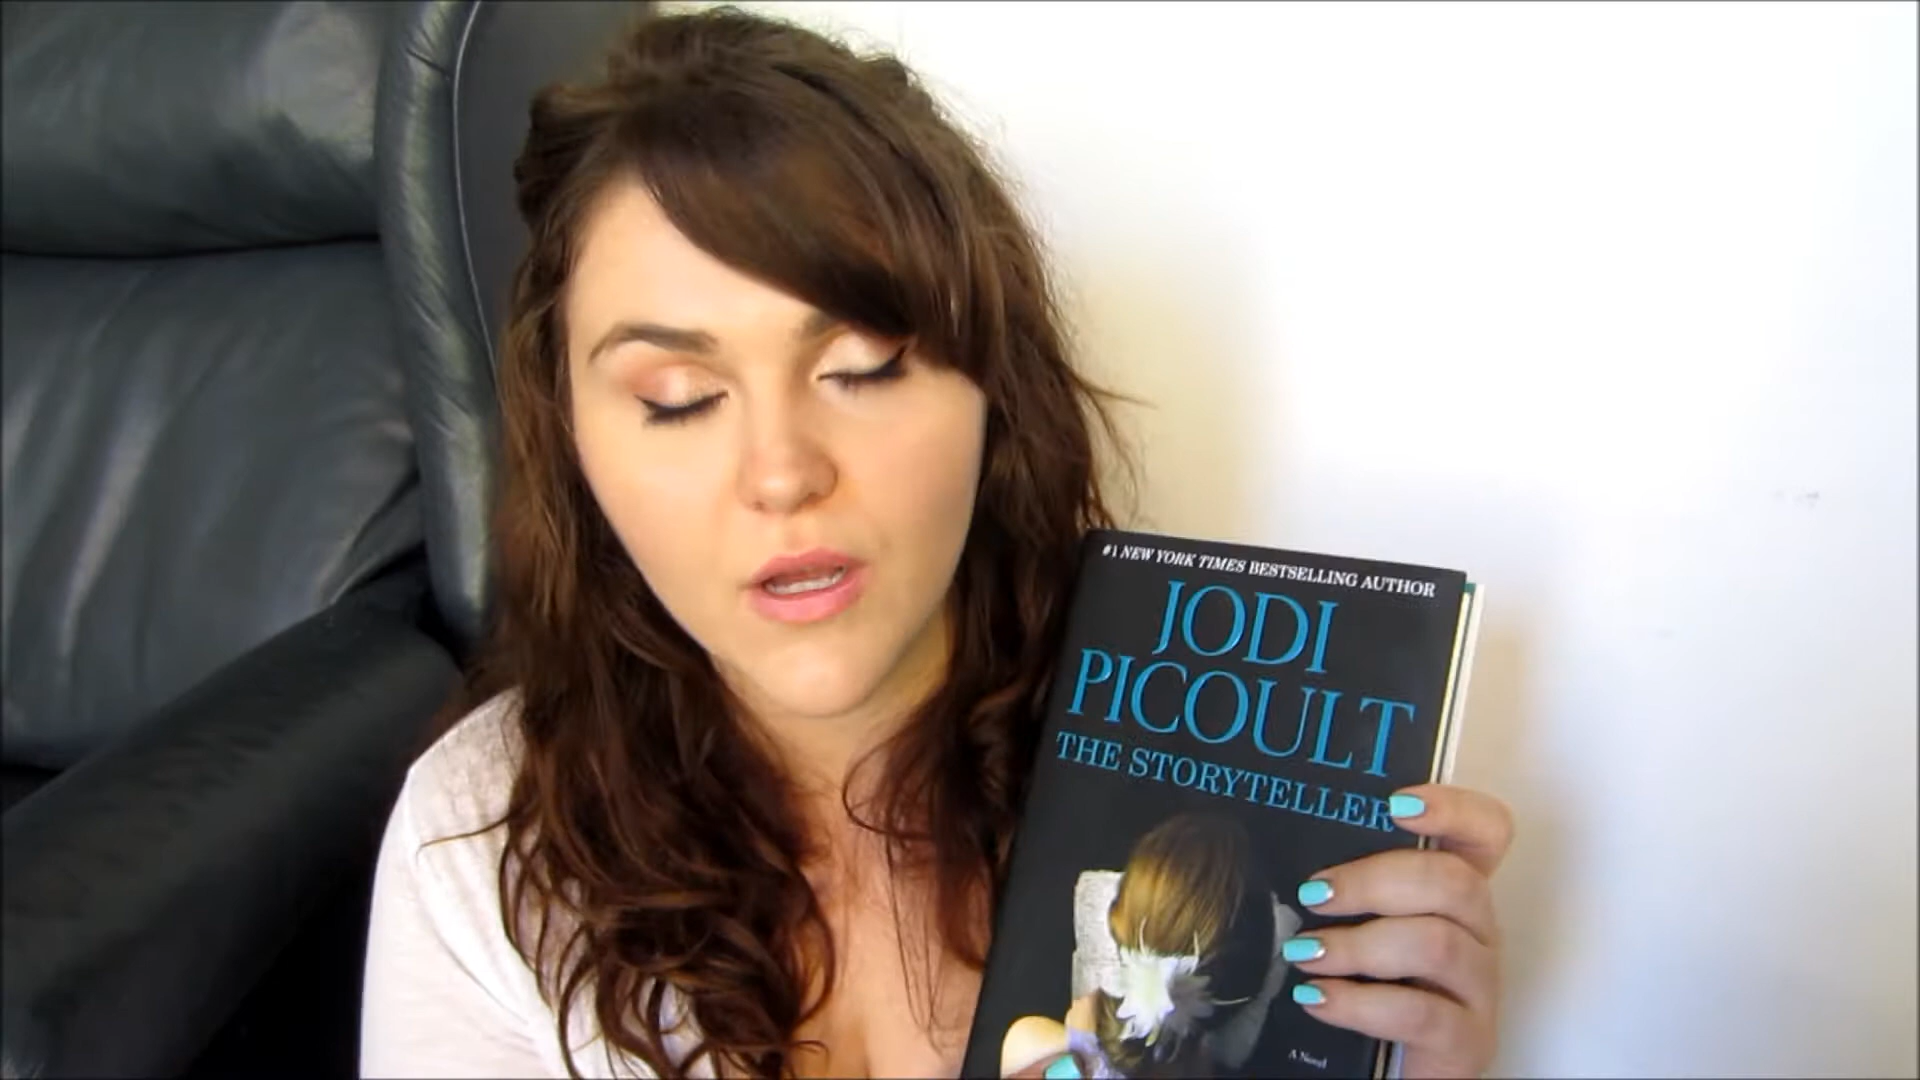 #1 NEW YORK TIMES BESTSELLING AUTHOR
JODI
PICOULT
THE STORYTELLER
A Novel